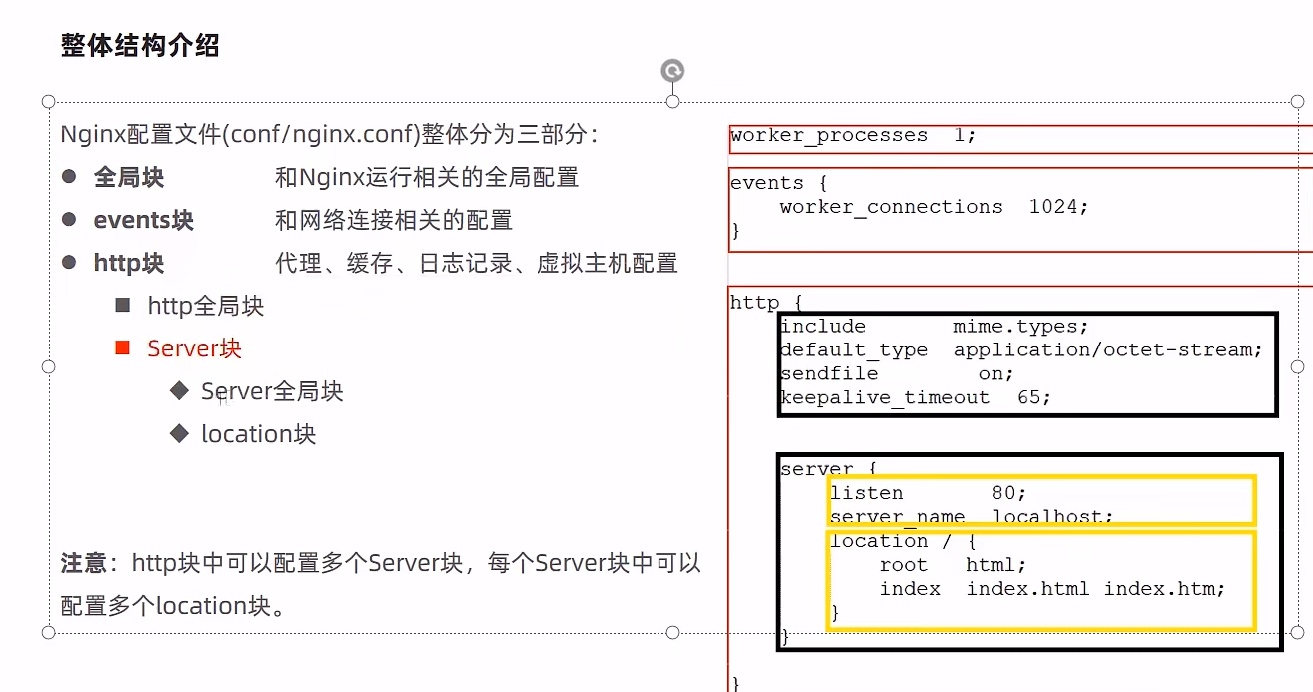 整体结构介绍
Nginx配置文件(conf/nginx.conf)整体分为三部分：
全局块 和Nginx运行相关的全局配置
events块 和网络连接相关的配置
http块 代理、缓存、日志记录、虚拟主机配置
http全局块
Server块
Server全局块
location块
注意：http块中可以配置多个Server块，每个Server块中可以
配置多个location块。
worker_processes 1;
events {
worker_connections 1024;
}
http {
include mime.types;
default_type application/octet-stream;
sendfile on;
keepalive_timeout 65;
server {
listen 80;
server_name localhost;
location / {
root html;
index index.html index.htm;
}
}
}